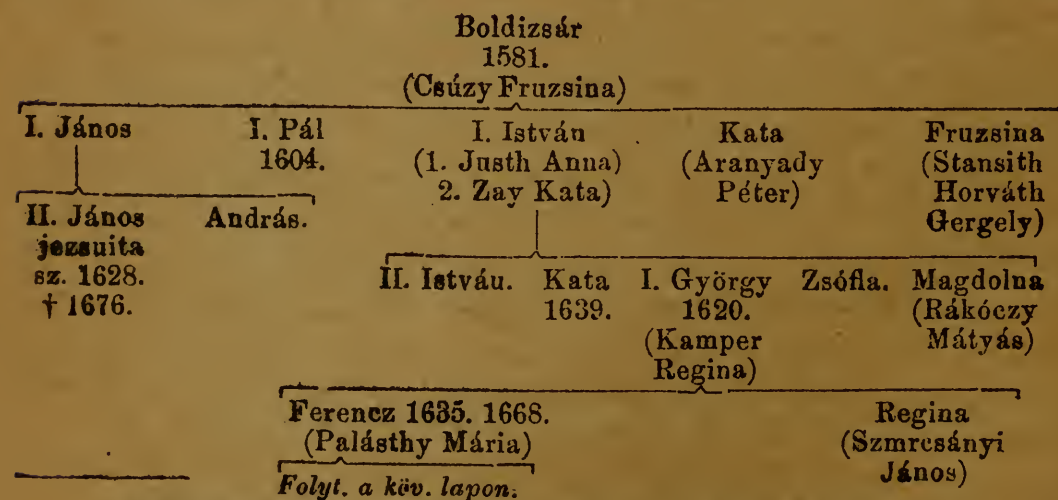 Boldizsár
1581.
(Csúzy Fruzsina)
I. János I. Pál I. István Kata Fruzsina
1604. (1. Justh Anna) (Aranyady (Stansith
2. Zay Kata) Péter) Horváth
Gergely)
II. János András.
jezsuita
sz. 1628.
† 1676.
II. István. Kata I. György Zsófia. Magdolna
1639. 1620. (Rákóczy
(Kamper Mátyás)
Regina)
Ferencz 1635. 1668. Regina
(Palásthy Mária) (Szmrcsányi
János)
Folyt. a köv. lapon.